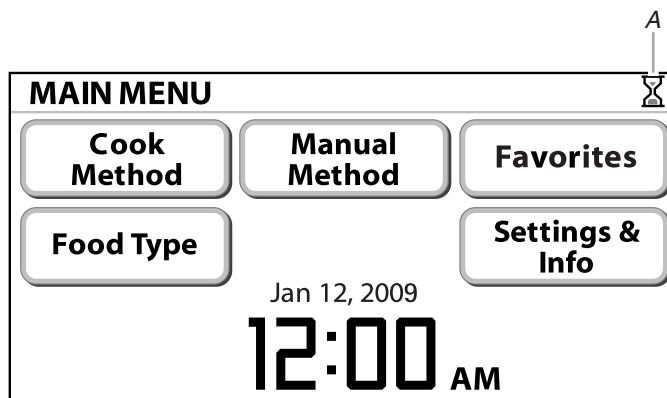 A
MAIN MENU
Cook
Method
Manual
Method
Favorites
Food Type
Settings &
Info
Jan 12, 2009
12:00 AM